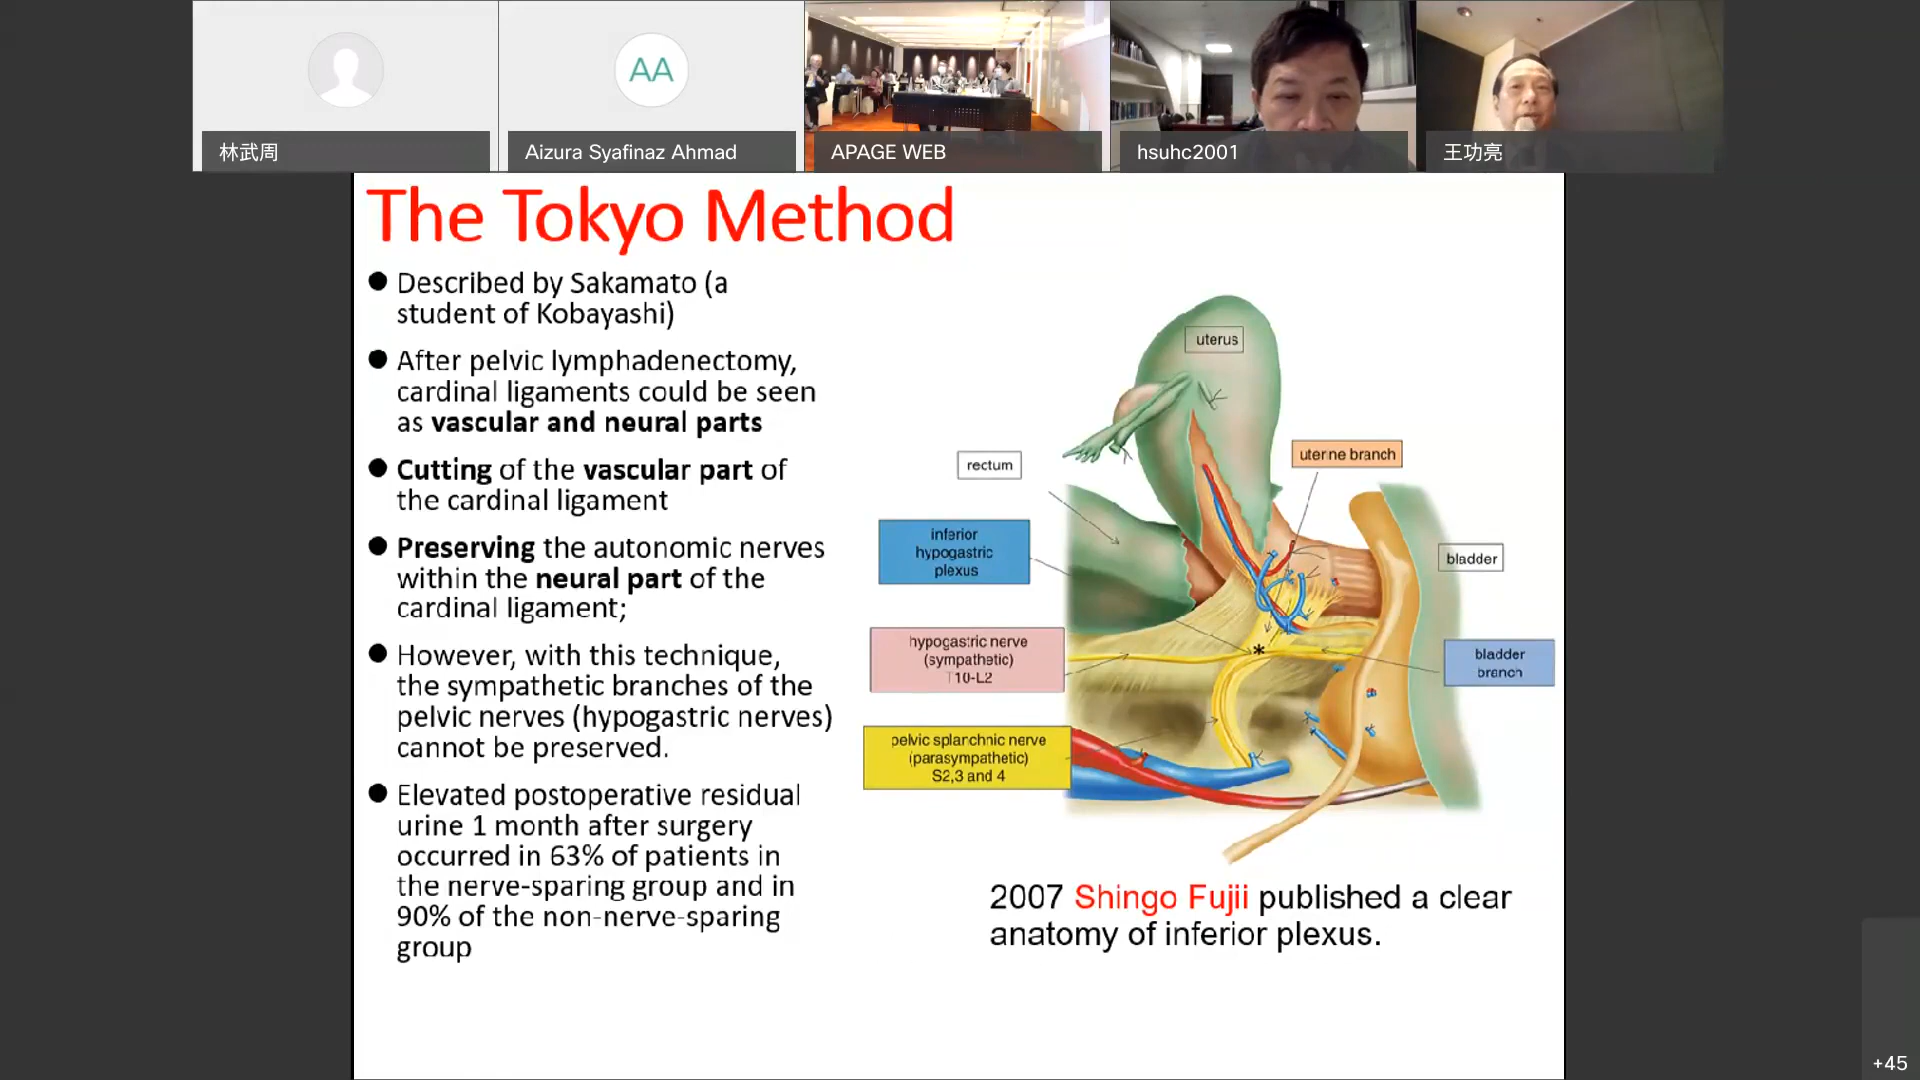 林武周
AA
Aizura Syafinaz Ahmad
APAGE WEB
hsuhc2001
王功亮
The Tokyo Method
Described by Sakamato (a
student of Kobayashi)
After pelvic lymphadenectomy,
cardinal ligaments could be seen
as vascular and neural parts
Cutting of the vascular part of
the cardinal ligament
Preserving the autonomic nerves
within the neural part of the
cardinal ligament;
However, with this technique,
the sympathetic branches of the
pelvic nerves (hypogastric nerves)
cannot be preserved.
Elevated postoperative residual
urine 1 month after surgery
occurred in 63% of patients in
the nerve-sparing group and in
90% of the non-nerve-sparing
group
uterus
uterine branch
rectum
inferior
hypogastric
plexus
bladder
hypogastric nerve
(sympathetic)
T10-L2
*
bladder
branch
pelvic splanchnic nerve
(parasympathetic)
S2,3 and 4
2007 Shingo Fujii published a clear
anatomy of inferior plexus.
+45